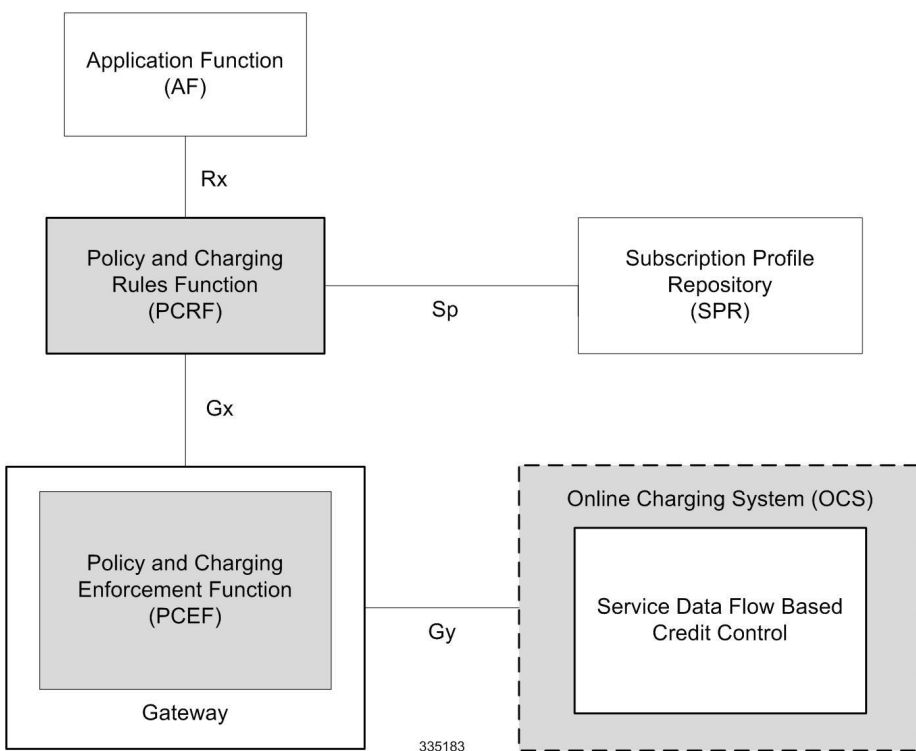 Application Function
(AF)
Rx
Policy and Charging
Rules Function
(PCRF)
Sp
Subscription Profile
Repository
(SPR)
Gx
Policy and Charging
Enforcement Function
(PCEF)
Gateway
Gy
Online Charging System (OCS)
Service Data Flow Based
Credit Control
335183